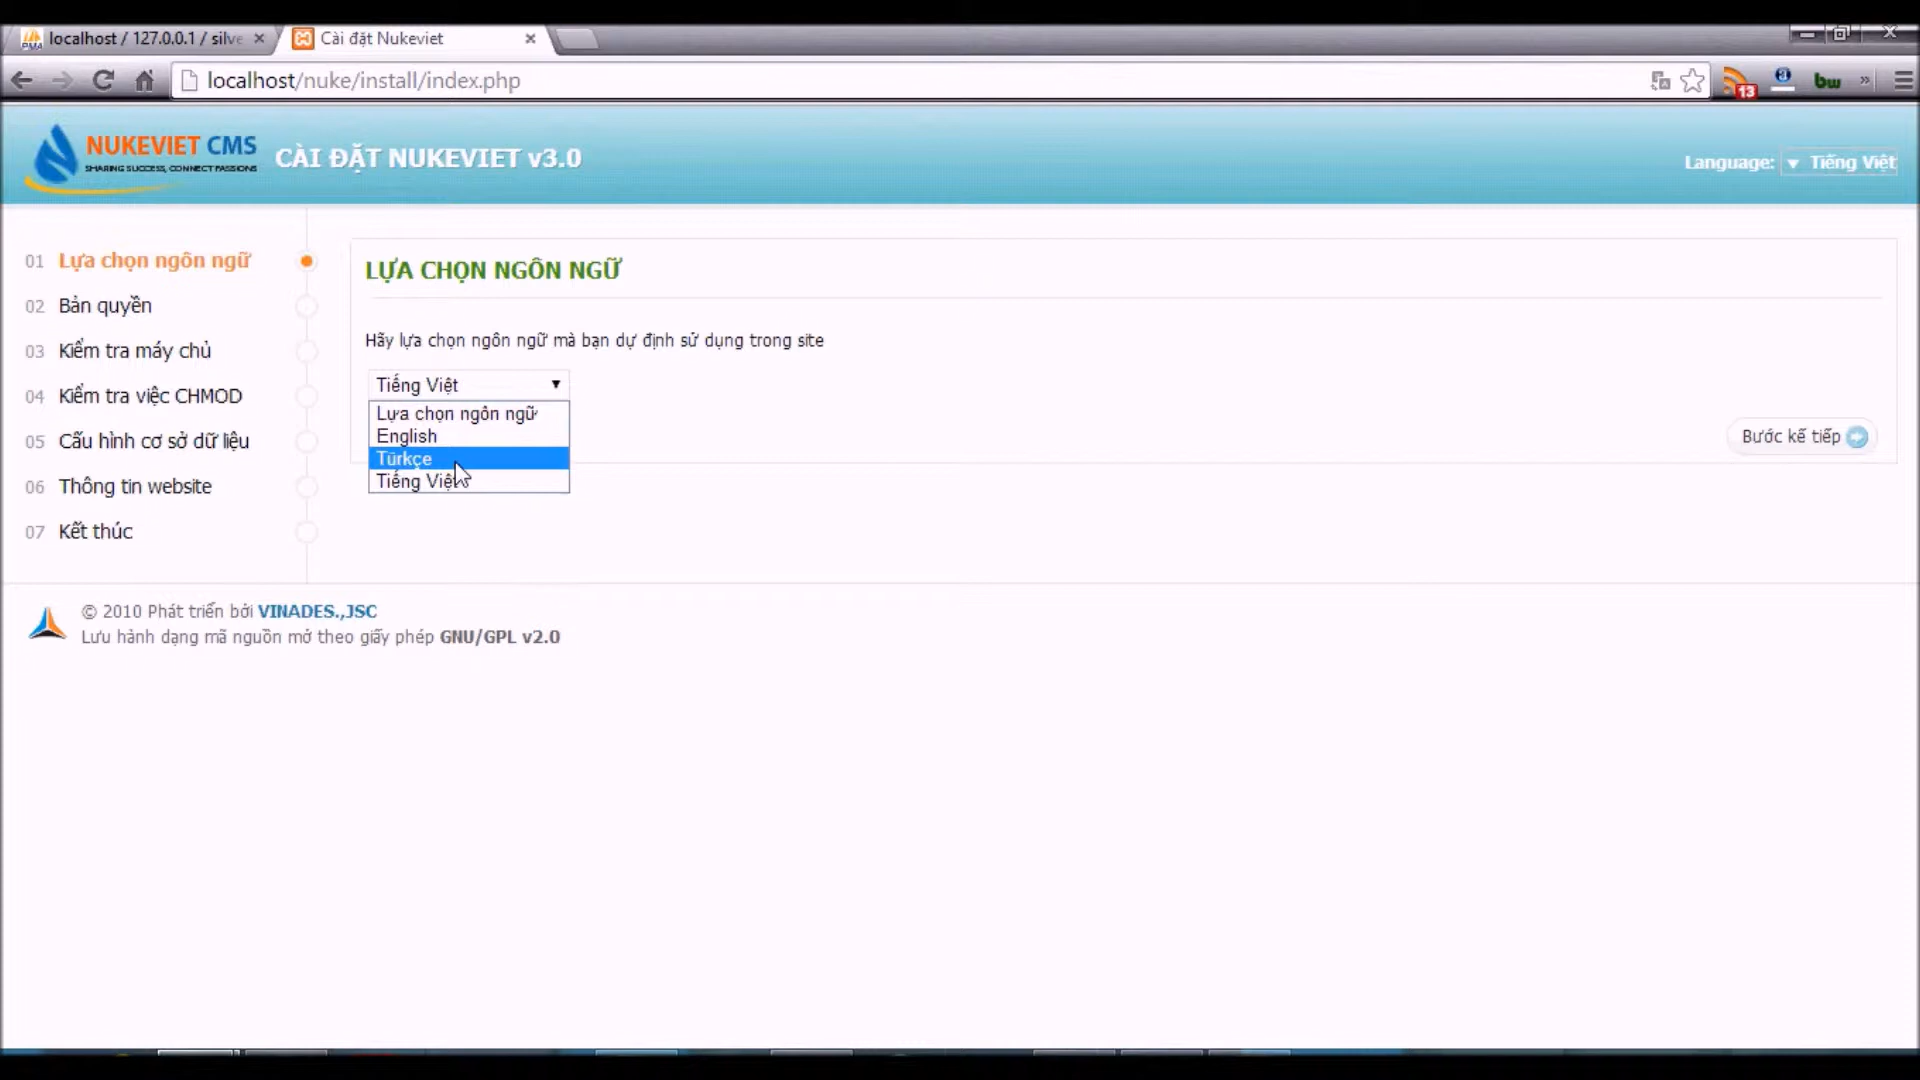 localhost / 127.0.0.1 / silve
Cài đặt Nukeviet
localhost/nuke/install/index.php
13
bw
NUKEVIET CMS
SHARING SUCCESS, CONNECT PASSIONS
CÀI ĐẶT NUKEVIET v3.0
Language: ▼ Tiếng Việt
01 Lựa chọn ngôn ngữ
02 Bản quyền
03 Kiểm tra máy chủ
04 Kiểm tra việc CHMOD
05 Cấu hình cơ sở dữ liệu
06 Thông tin website
07 Kết thúc
LỰA CHỌN NGÔN NGỮ
Hãy lựa chọn ngôn ngữ mà bạn dự định sử dụng trong site
Tiếng Việt
Lựa chọn ngôn ngữ
English
Türkçe
Tiếng Việt
Bước kế tiếp
© 2010 Phát triển bởi VINADES.,JSC
Lưu hành dạng mã nguồn mở theo giấy phép GNU/GPL v2.0